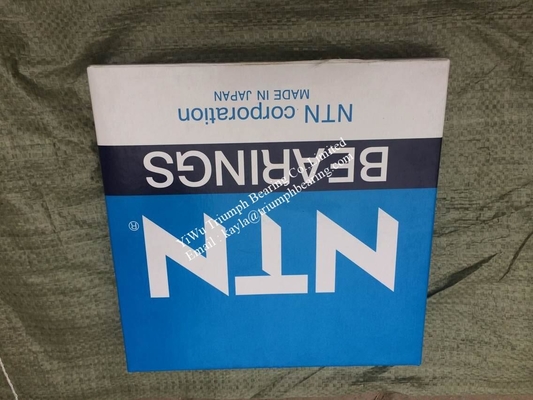 NTN
®
BEARINGS
NTN corporation
MADE IN JAPAN
YiWu Triumph Bearing Co.,Limited
Email : kayla@triumphbearing.com